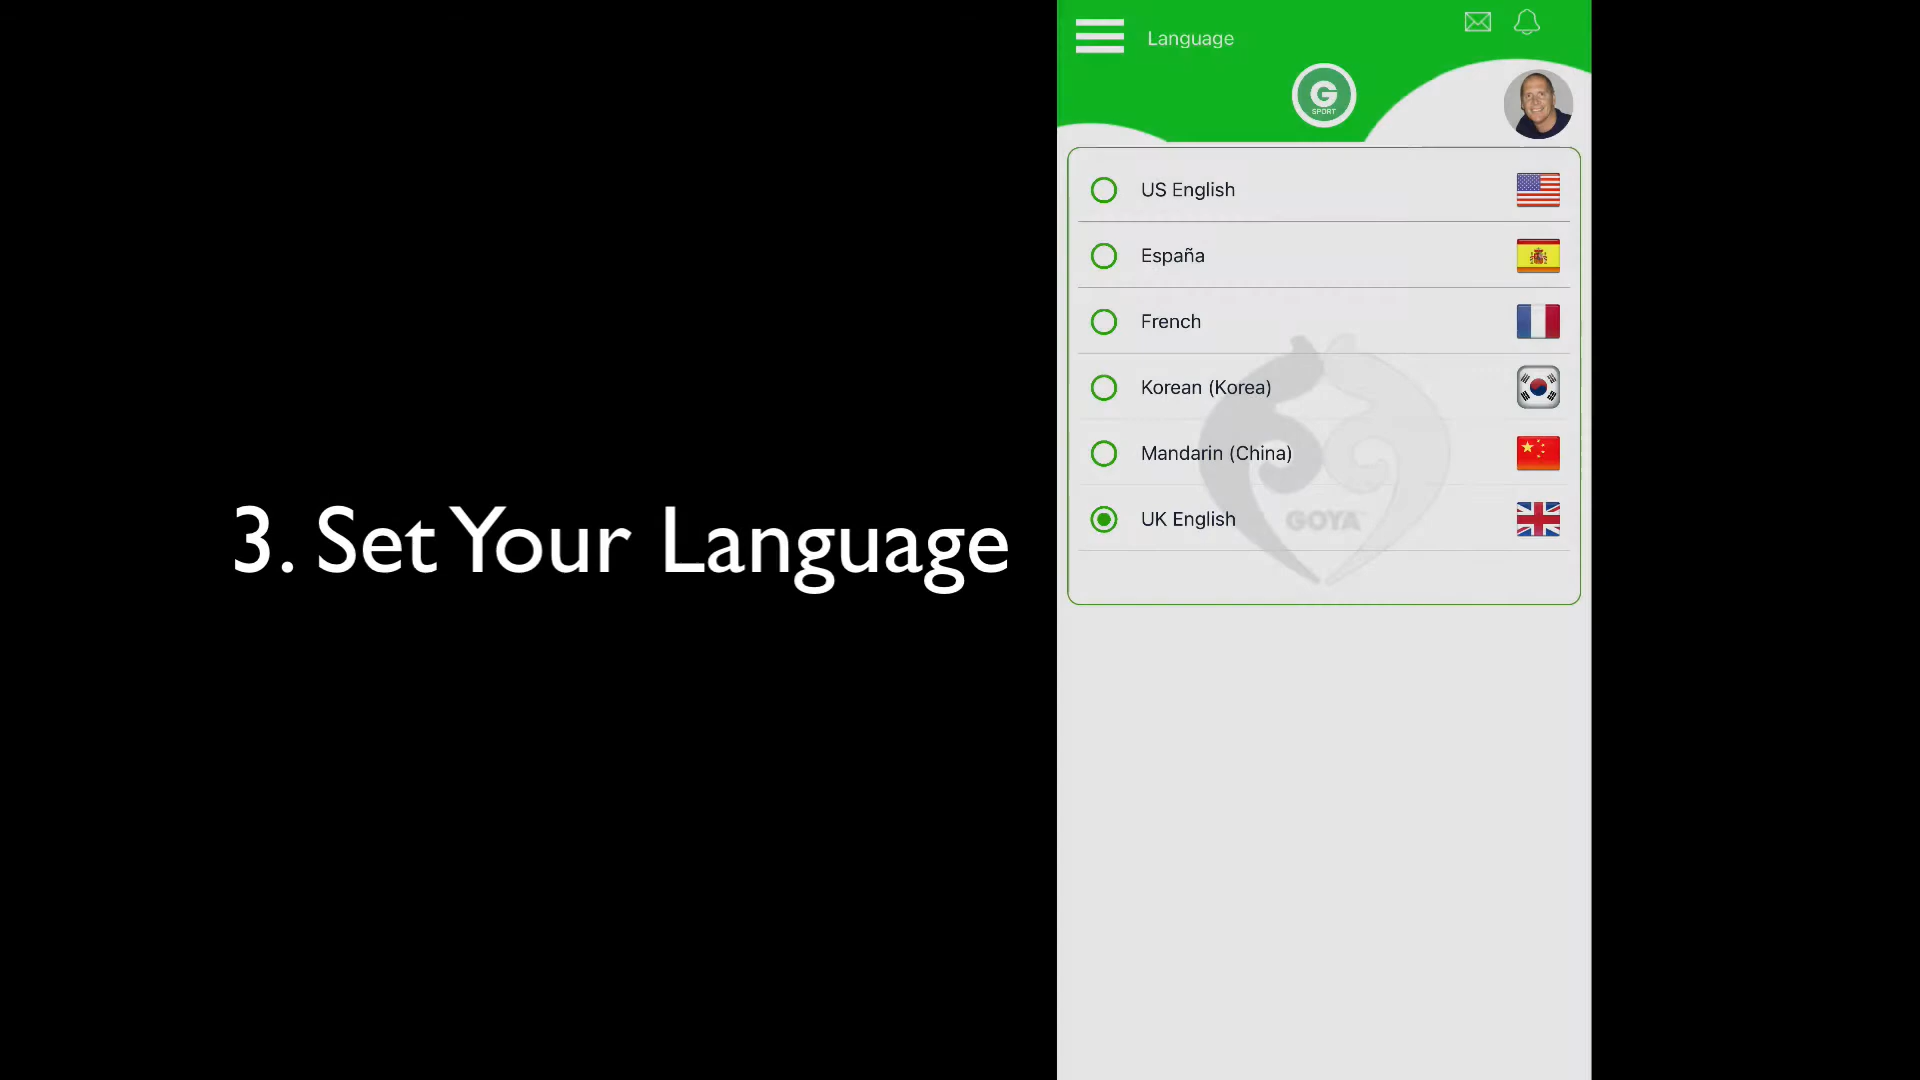 3. Set Your Language
Language
G
SPORT
US English
España
French
Korean (Korea)
Mandarin (China)
UK English
GOYA